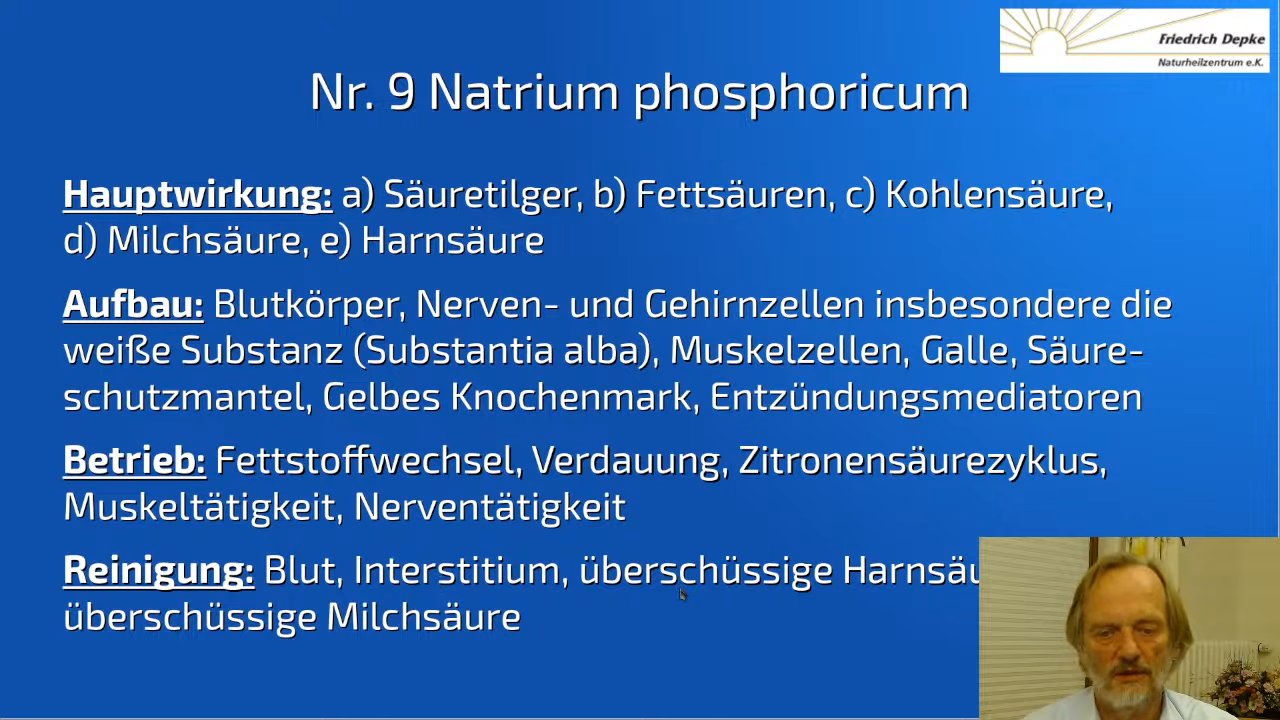 Friedrich Depke
Naturheilzentrum e.K.
Nr. 9 Natrium phosphoricum
Hauptwirkung: a) Säuretilger, b) Fettsäuren, c) Kohlensäure,
d) Milchsäure, e) Harnsäure
Aufbau: Blutkörper, Nerven- und Gehirnzellen insbesondere die
weiße Substanz (Substantia alba), Muskelzellen, Galle, Säure-
schutzmantel, Gelbes Knochenmark, Entzündungsmediatoren
Betrieb: Fettstoffwechsel, Verdauung, Zitronensäurezyklus,
Muskeltätigkeit, Nerventätigkeit
Reinigung: Blut, Interstitium, überschüssige
überschüssige Milchsäure